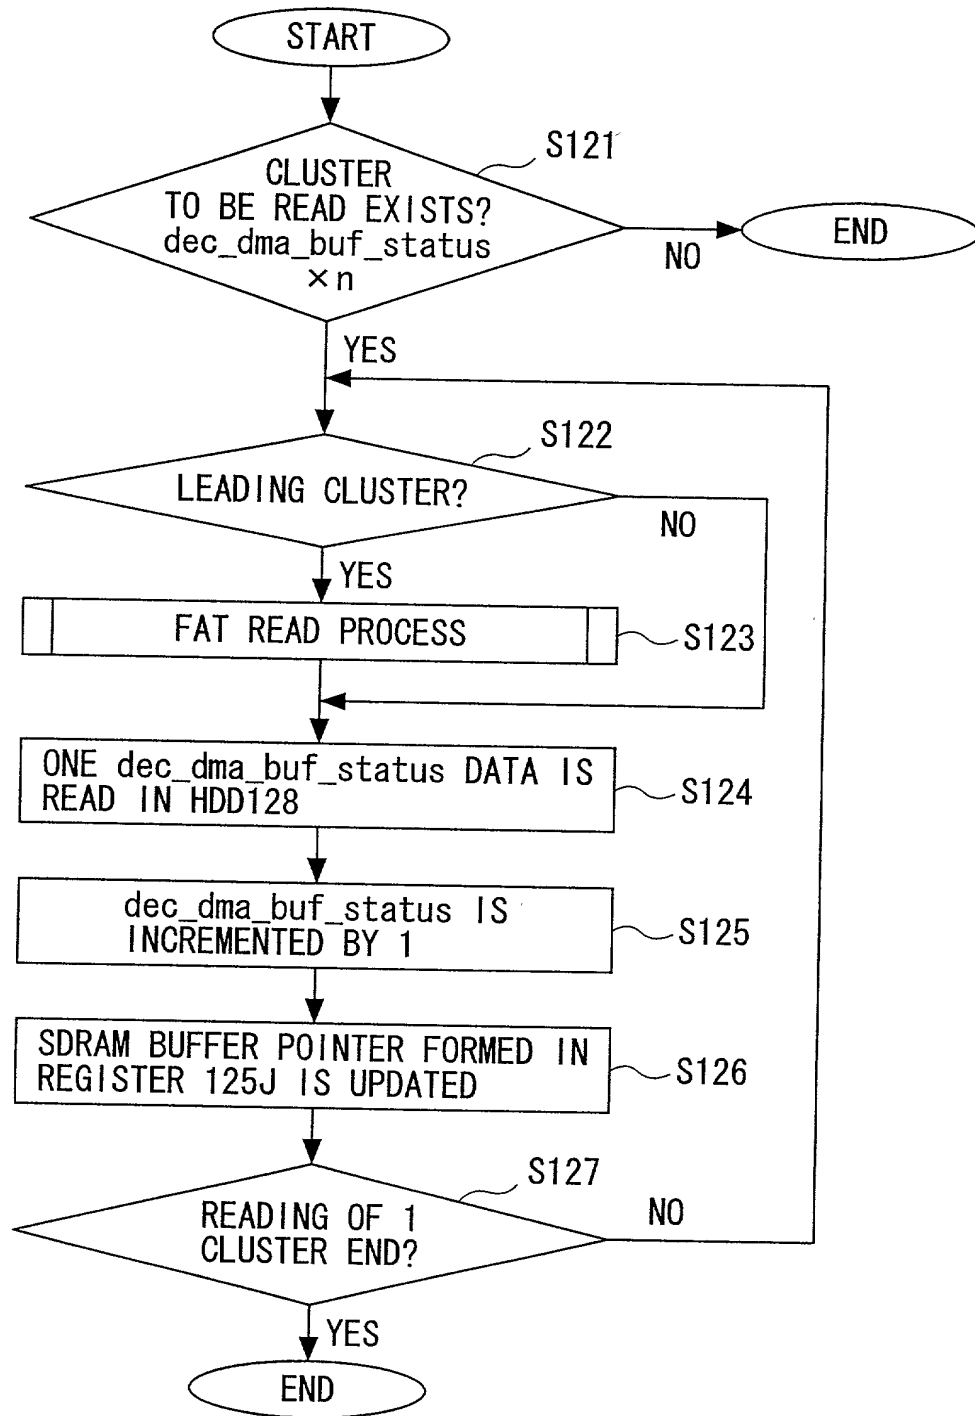 START
S121
CLUSTER
TO BE READ EXISTS?
dec_dma_buf_status
×n
NO
END
YES
S122
LEADING CLUSTER?
NO
YES
FAT READ PROCESS
S123
ONE dec_dma_buf_status DATA IS
READ IN HDD128
S124
dec_dma_buf_status IS
INCREMENTED BY 1
S125
SDRAM BUFFER POINTER FORMED IN
REGISTER 125J IS UPDATED
S126
S127
READING OF 1
CLUSTER END?
NO
YES
END